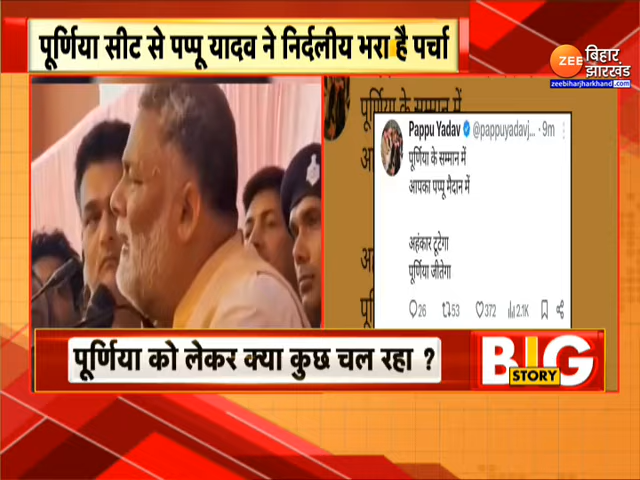 पूर्णिया सीट से पप्पू यादव ने निर्दलीय भरा है पर्चा
ZEE
बिहार
झारखंड
zeebiharjharkhand.com
पूर्णिया के सम्मान में
Pappu Yadav @pappuyadavj... · 9m
पूर्णिया के सम्मान में
आपका पप्पू मैदान में
अहंकार टूटेगा
पूर्णिया जीतेगा
26 53 372 2.1K
पूर्णिया को लेकर क्या कुछ चल रहा ?
BIG
STORY